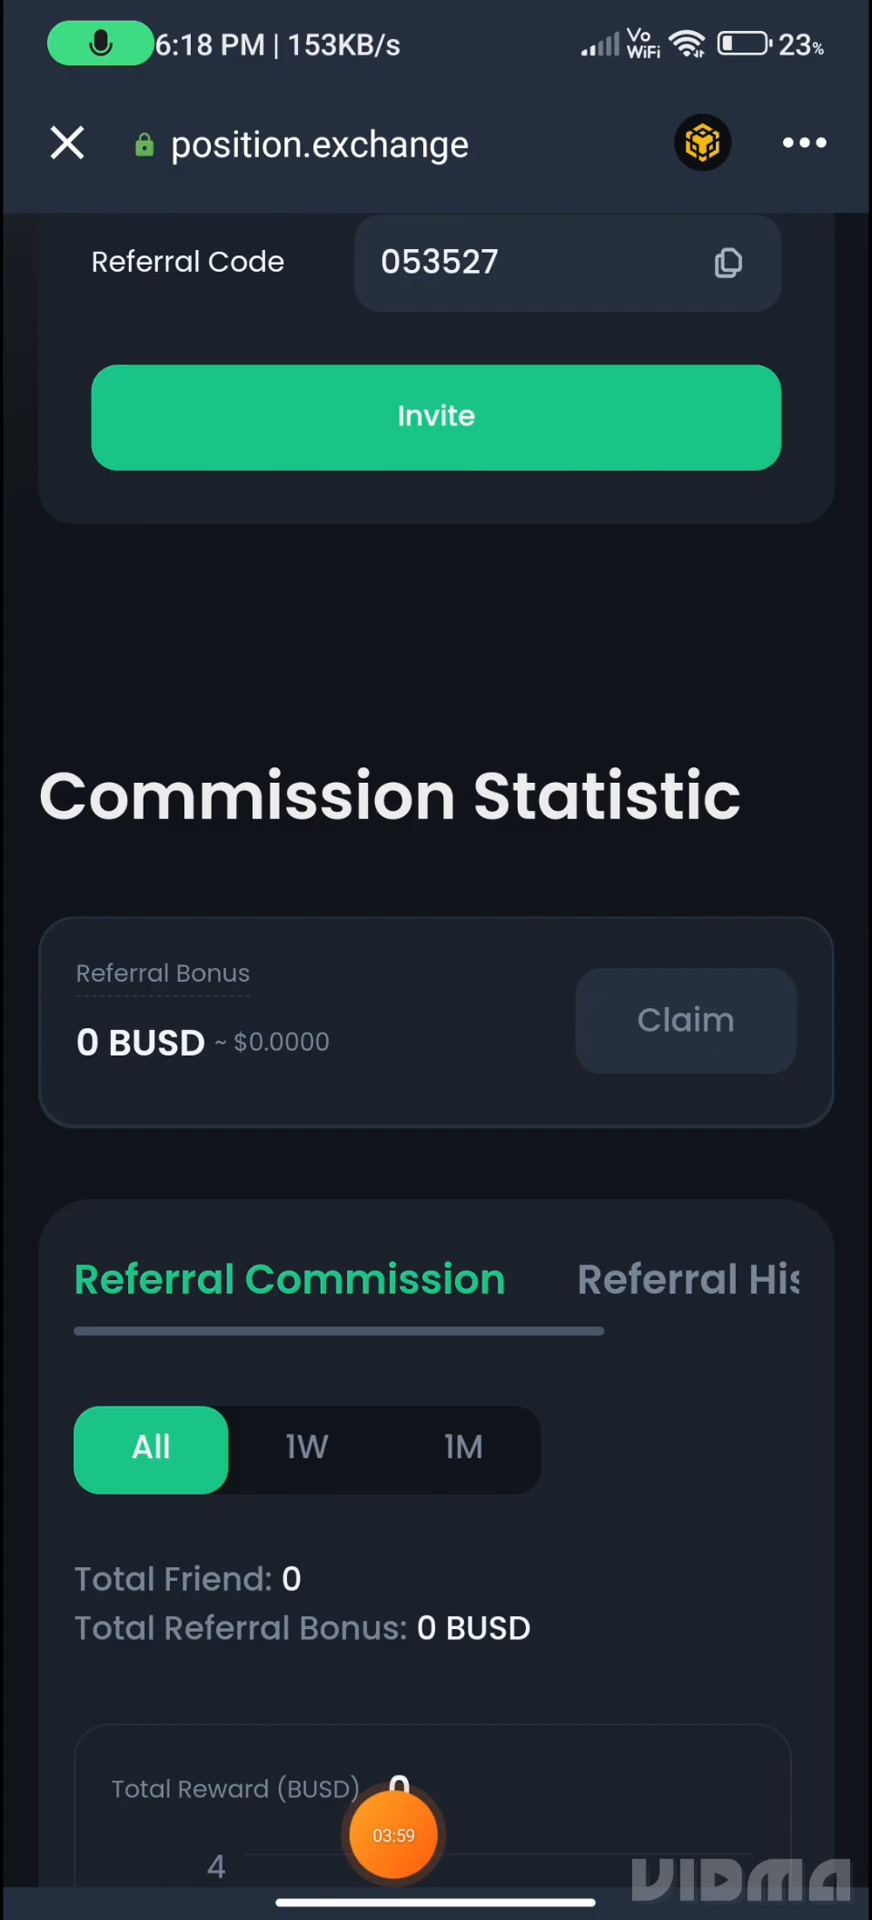 6:18 PM | 153KB/s
Vo
WiFi
23%
position.exchange
Referral Code
053527
Invite
Commission Statistic
Referral Bonus
0 BUSD ~ $0.0000
Claim
Referral Commission
Referral His
All
1W
1M
Total Friend: 0
Total Referral Bonus: 0 BUSD
Total Reward (BUSD) 0
03:59
4
VIDMA